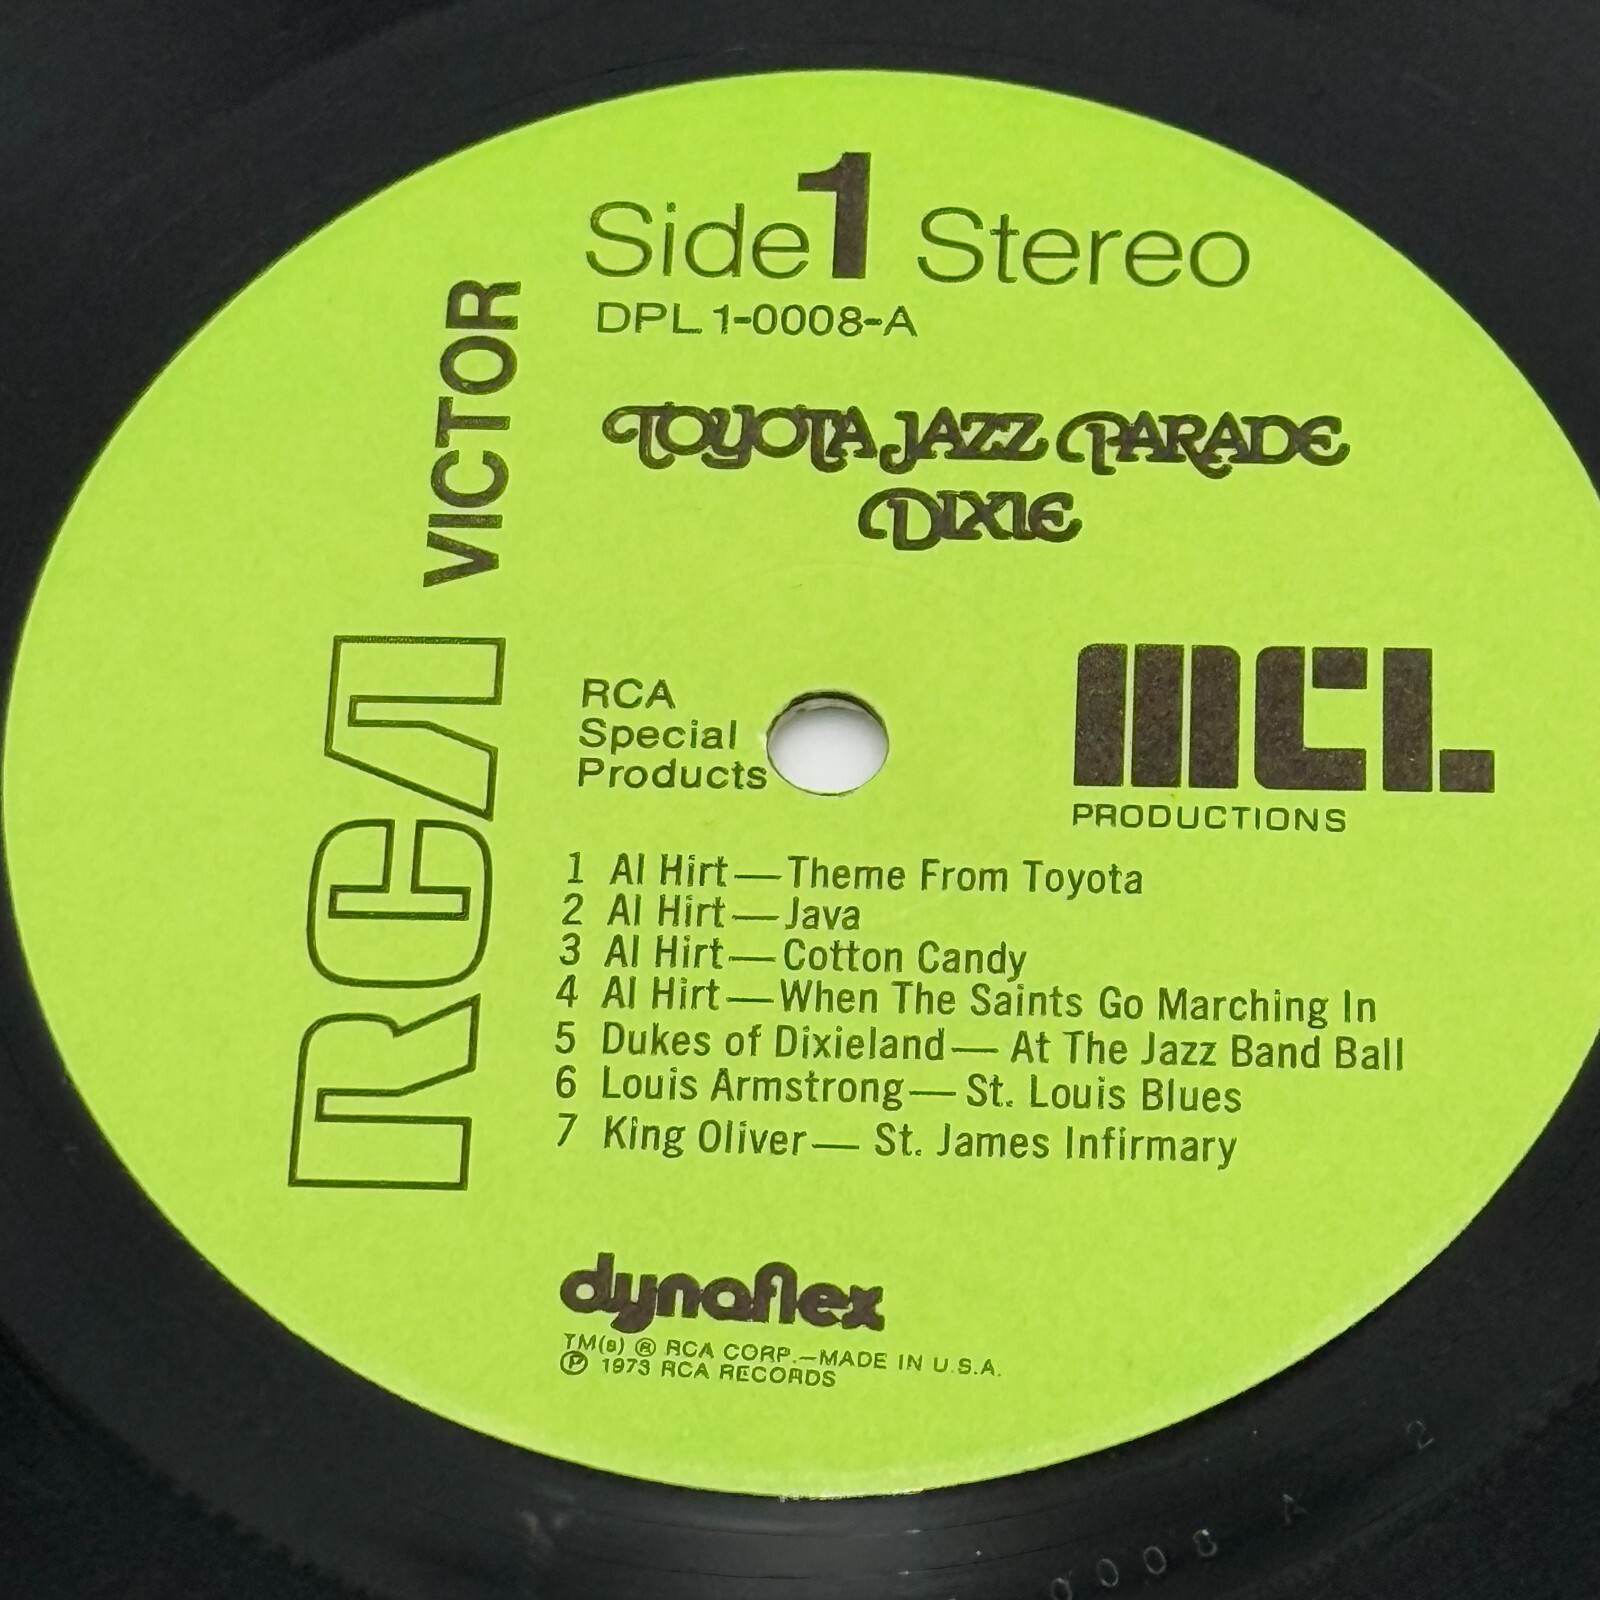 Side 1 Stereo
DPL 1-0008-A
TOYOTA JAZZ PARADE
DIXIE
RCA VICTOR
RCA
Special
Products
MCL
PRODUCTIONS
1 Al Hirt—Theme From Toyota
2 Al Hirt—Java
3 Al Hirt—Cotton Candy
4 Al Hirt—When The Saints Go Marching In
5 Dukes of Dixieland— At The Jazz Band Ball
6 Louis Armstrong— St. Louis Blues
7 King Oliver— St. James Infirmary
dynaflex
TM(s) ® RCA CORP.—MADE IN U.S.A.
℗ 1973 RCA RECORDS
0008 A 2